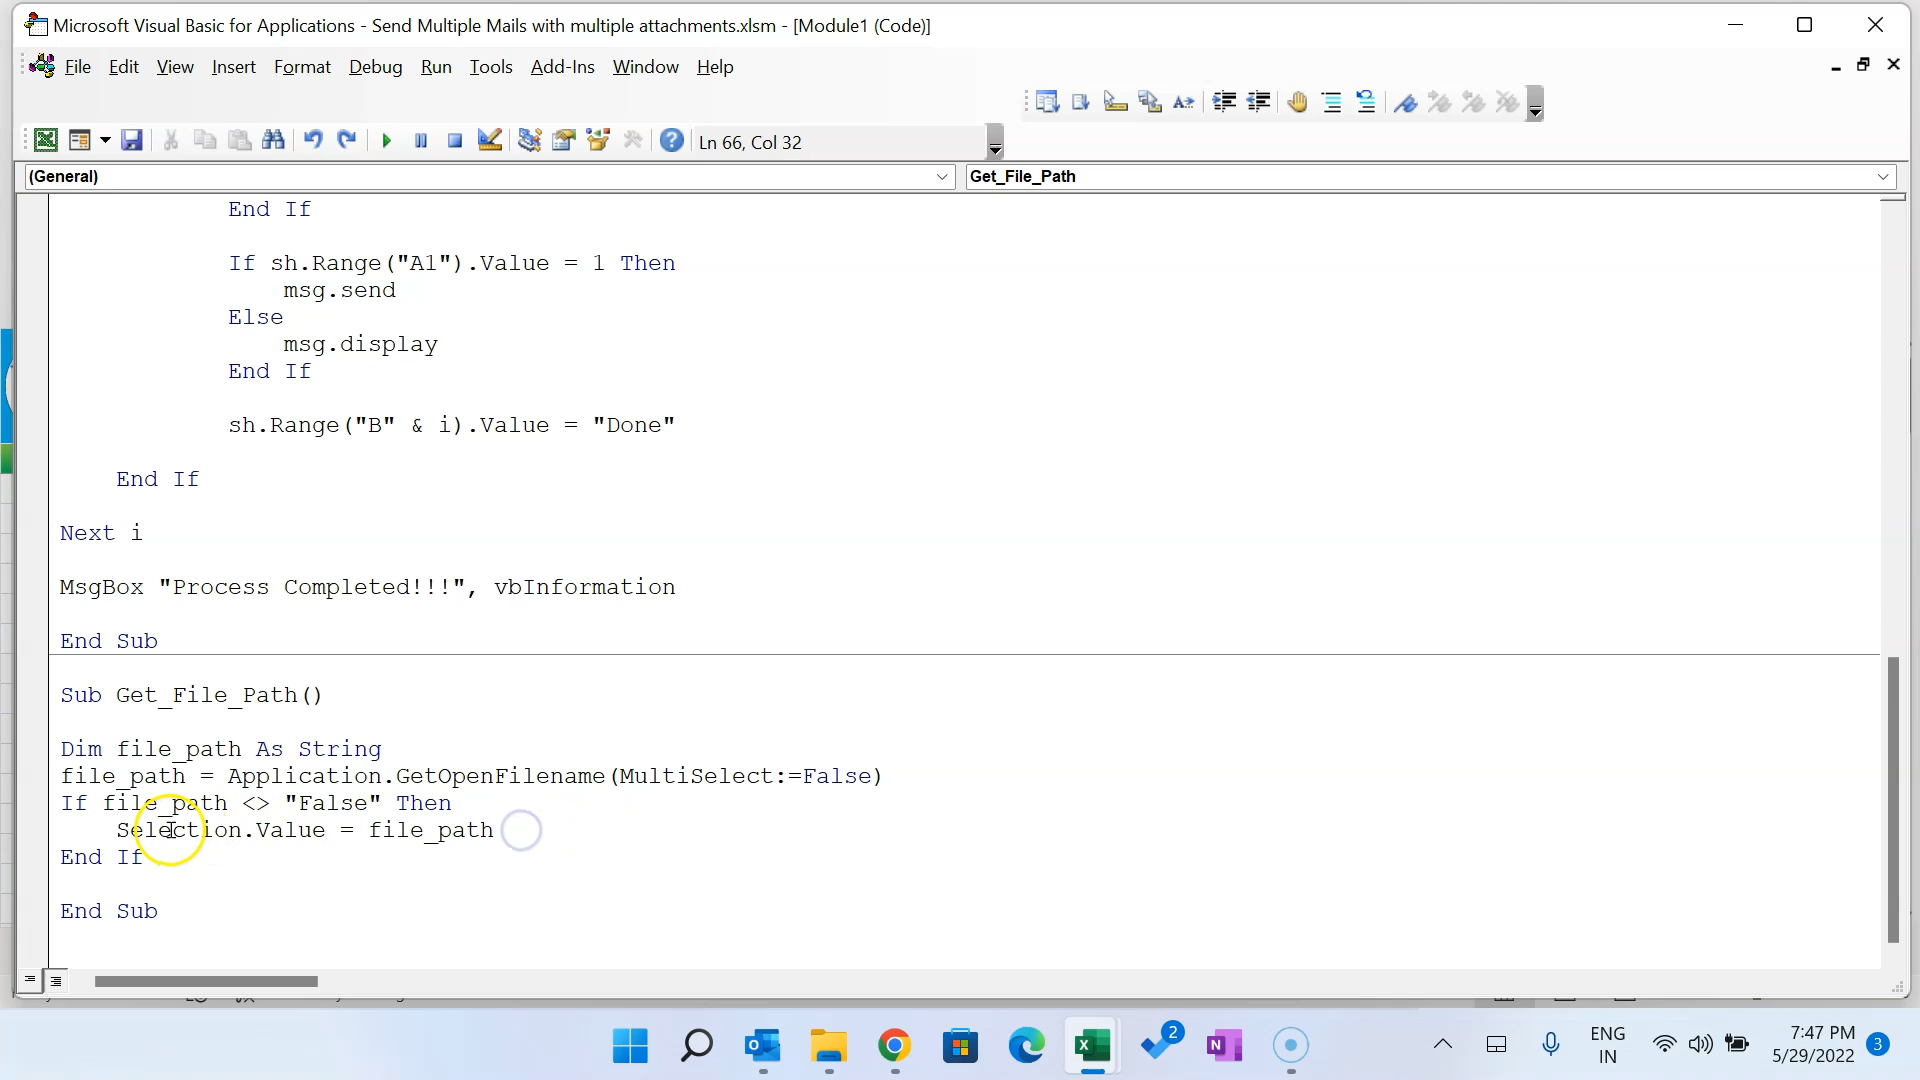 Microsoft Visual Basic for Applications - Send Multiple Mails with multiple attachments.xlsm - [Module1 (Code)]
File Edit View Insert Format Debug Run Tools Add-Ins Window Help
Ln 66, Col 32
(General) Get_File_Path
End If
If sh.Range("A1").Value = 1 Then
msg.send
Else
msg.display
End If
sh.Range("B" & i).Value = "Done"
End If
Next i
MsgBox "Process Completed!!!", vbInformation
End Sub
Sub Get_File_Path()
Dim file_path As String
file_path = Application.GetOpenFilename(MultiSelect:=False)
If file_path <> "False" Then
Selection.Value = file_path
End If
End Sub
2
ENG
IN
7:47 PM
5/29/2022
3